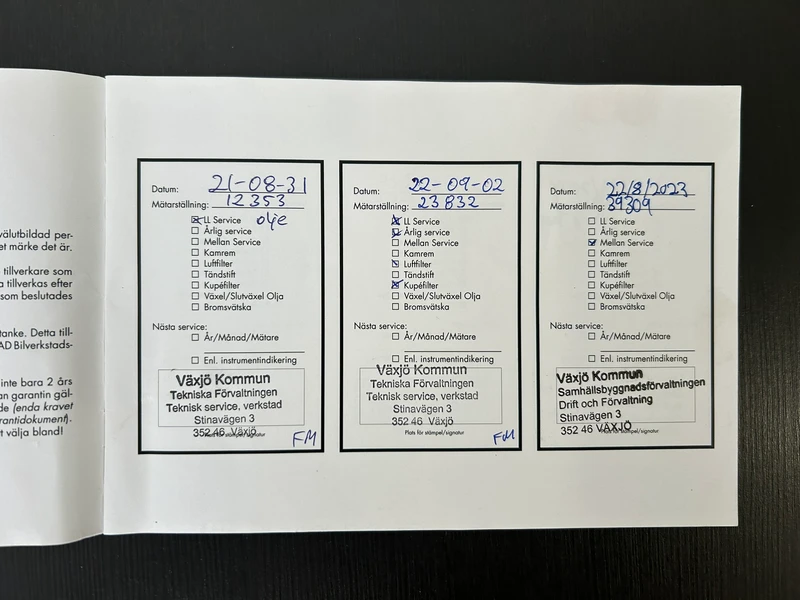 välutbildad per-
et märke det är.
tillverkare som
a tillverkas efter
som beslutades
tanke. Detta till-
AD Bilverkstads-
inte bara 2 års
an garantin gäl-
de (enda kravet
rantidokument).
t välja bland!
Datum: 21-08-31
Mätarställning: 12353
LL Service olje
Årlig service
Mellan Service
Kamrem
Luftfilter
Tändstift
Kupéfilter
Växel/Slutväxel Olja
Bromsvätska
Nästa service:
År/Månad/Mätare
Enl. instrumentindikering
Växjö Kommun
Tekniska Förvaltningen
Teknisk service, verkstad
Stinavägen 3
352 46 Växjö
Plats för stämpel/signatur
FM
Datum: 22-09-02
Mätarställning: 23832
LL Service
Årlig service
Mellan Service
Kamrem
Luftfilter
Tändstift
Kupéfilter
Växel/Slutväxel Olja
Bromsvätska
Nästa service:
År/Månad/Mätare
Enl. instrumentindikering
Växjö Kommun
Tekniska Förvaltningen
Teknisk service, verkstad
Stinavägen 3
352 46 Växjö
Plats för stämpel/signatur
FM
Datum: 22/8/2023
Mätarställning: 39309
LL Service
Årlig service
Mellan Service
Kamrem
Luftfilter
Tändstift
Kupéfilter
Växel/Slutväxel Olja
Bromsvätska
Nästa service:
År/Månad/Mätare
Enl. instrumentindikering
Växjö Kommun
Samhällsbyggnadsförvaltningen
Drift och Förvaltning
Stinavägen 3
352 46 VÄXJÖ
Plats för stämpel/signatur